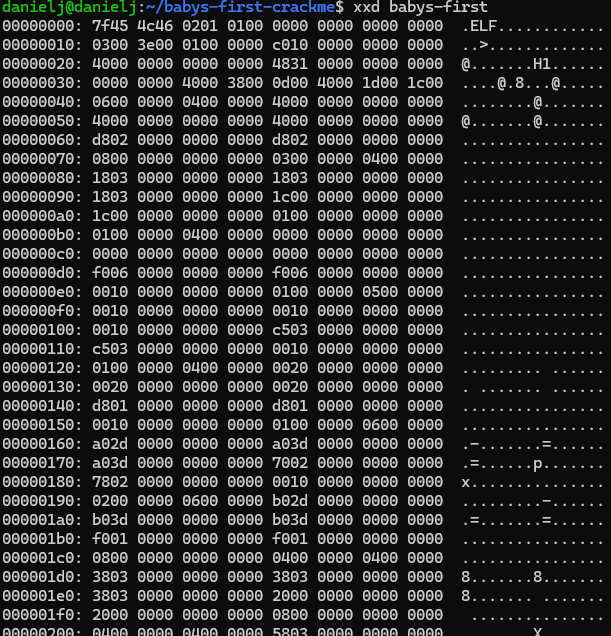 danielj@danielj:~/babys-first-crackme$ xxd babys-first
00000000: 7f45 4c46 0201 0100 0000 0000 0000 0000  .ELF............
00000010: 0300 3e00 0100 0000 c010 0000 0000 0000  ..>.............
00000020: 4000 0000 0000 0000 4831 0000 0000 0000  @.......H1......
00000030: 0000 0000 4000 3800 0d00 4000 1d00 1c00  ....@.8...@.....
00000040: 0600 0000 0400 0000 4000 0000 0000 0000  ........@.......
00000050: 4000 0000 0000 0000 4000 0000 0000 0000  @.......@.......
00000060: d802 0000 0000 0000 d802 0000 0000 0000  ................
00000070: 0800 0000 0000 0000 0300 0000 0400 0000  ................
00000080: 1803 0000 0000 0000 1803 0000 0000 0000  ................
00000090: 1803 0000 0000 0000 1c00 0000 0000 0000  ................
000000a0: 1c00 0000 0000 0000 0100 0000 0000 0000  ................
000000b0: 0100 0000 0400 0000 0000 0000 0000 0000  ................
000000c0: 0000 0000 0000 0000 0000 0000 0000 0000  ................
000000d0: f006 0000 0000 0000 f006 0000 0000 0000  ................
000000e0: 0010 0000 0000 0000 0100 0000 0500 0000  ................
000000f0: 0010 0000 0000 0000 0010 0000 0000 0000  ................
00000100: 0010 0000 0000 0000 c503 0000 0000 0000  ................
00000110: c503 0000 0000 0000 0010 0000 0000 0000  ................
00000120: 0100 0000 0400 0000 0020 0000 0000 0000  ......... ......
00000130: 0020 0000 0000 0000 0020 0000 0000 0000  . ....... ......
00000140: d801 0000 0000 0000 d801 0000 0000 0000  ................
00000150: 0010 0000 0000 0000 0100 0000 0600 0000  ................
00000160: a02d 0000 0000 0000 a03d 0000 0000 0000  .-.......=......
00000170: a03d 0000 0000 0000 7002 0000 0000 0000  .=......p.......
00000180: 7802 0000 0000 0000 0010 0000 0000 0000  x...............
00000190: 0200 0000 0600 0000 b02d 0000 0000 0000  .........-......
000001a0: b03d 0000 0000 0000 b03d 0000 0000 0000  .=.......=......
000001b0: f001 0000 0000 0000 f001 0000 0000 0000  ................
000001c0: 0800 0000 0000 0000 0400 0000 0400 0000  ................
000001d0: 3803 0000 0000 0000 3803 0000 0000 0000  8.......8.......
000001e0: 3803 0000 0000 0000 2000 0000 0000 0000  8....... .......
000001f0: 2000 0000 0000 0000 0800 0000 0000 0000   ...............
00000200: 0400 0000 0400 0000 5803 0000 0000 0000  ........X.......